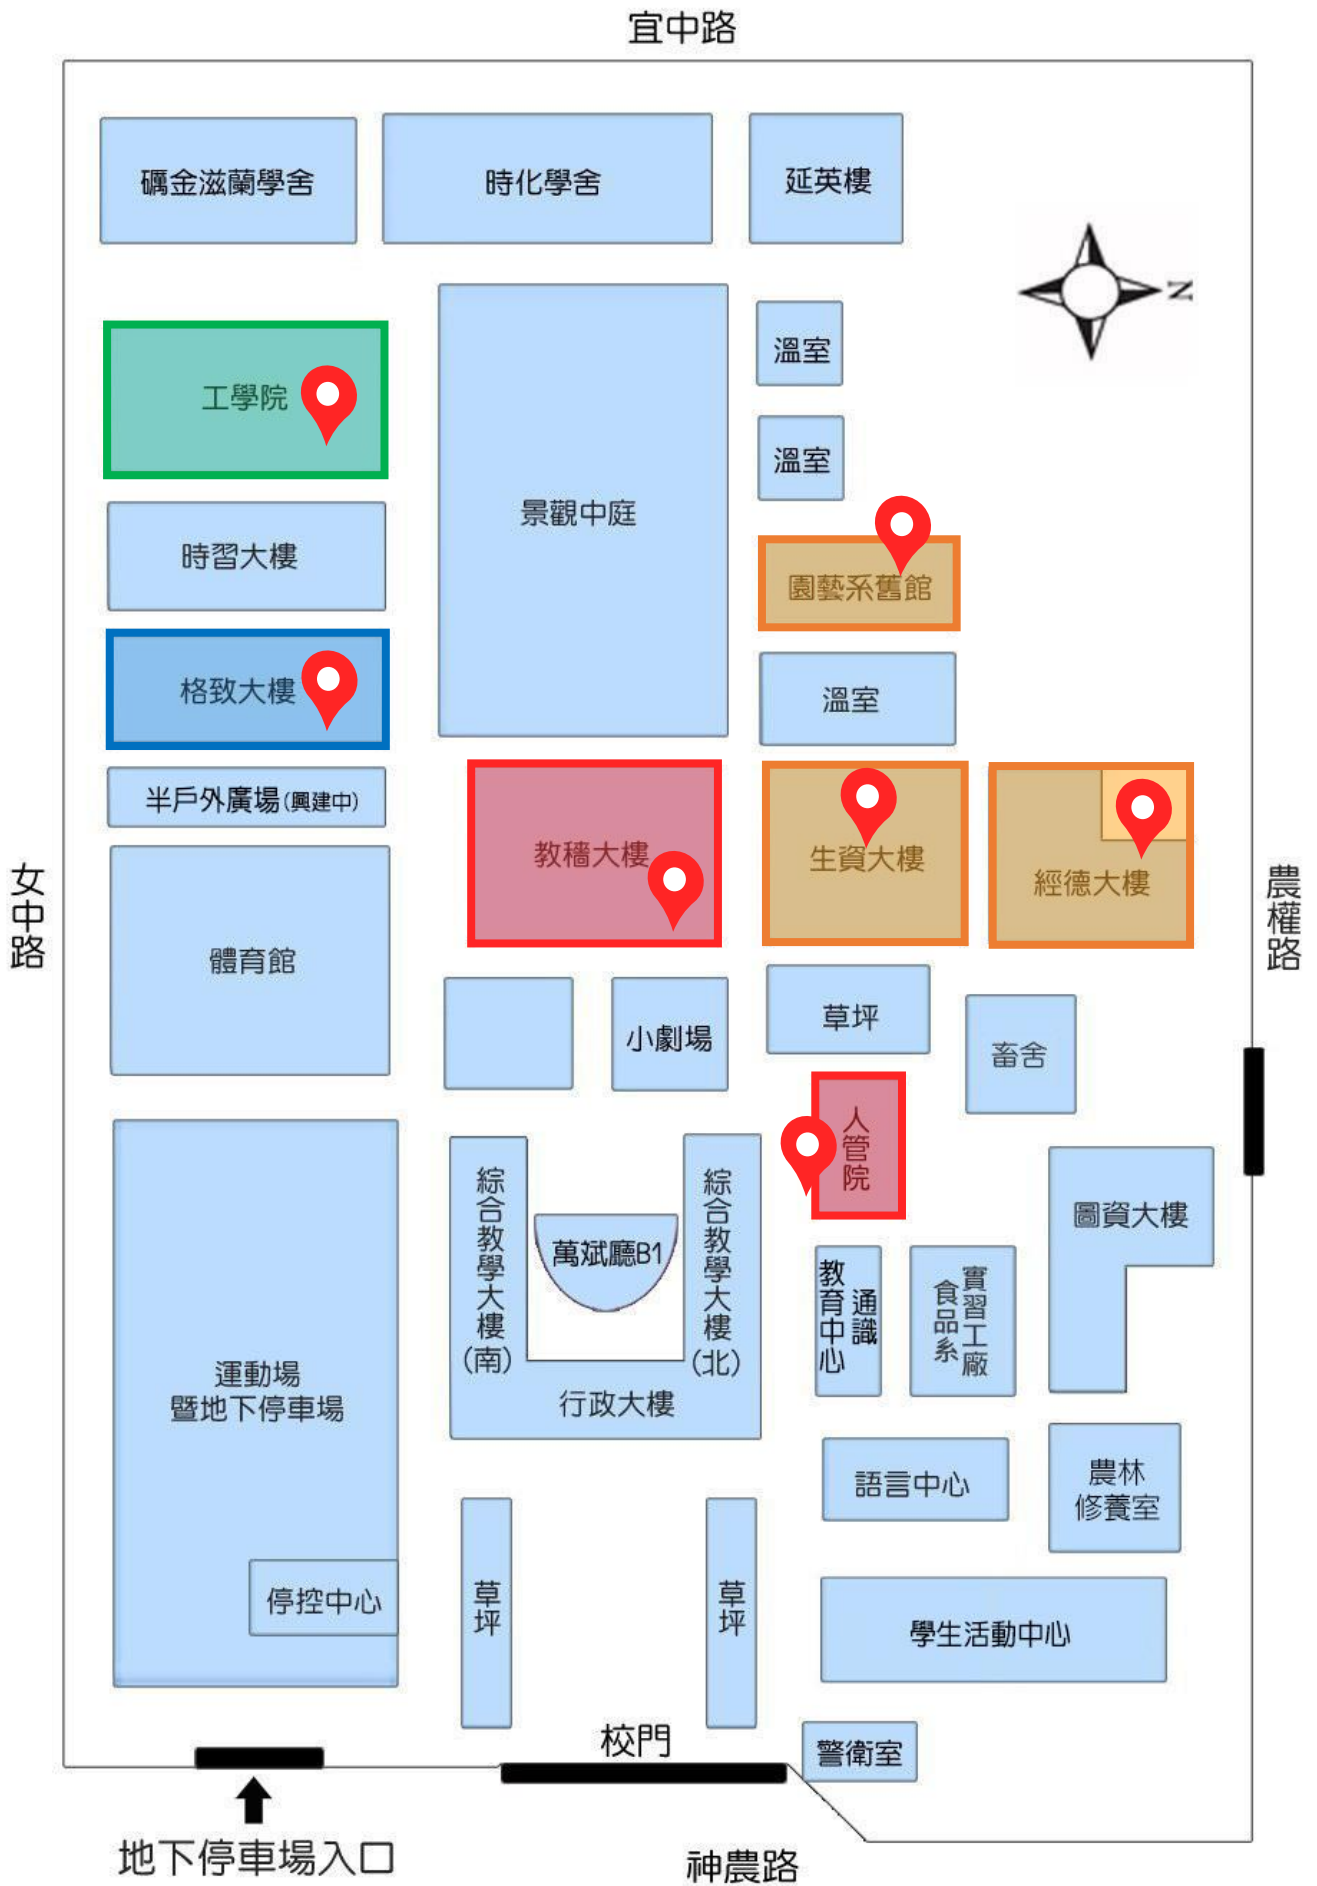 宜中路
礪金滋蘭學舍
時化學舍
延英樓
N
溫室
工學院
溫室
景觀中庭
時習大樓
園藝系舊館
格致大樓
溫室
半戶外廣場(興建中)
教穡大樓
生資大樓
經德大樓
女中路
農權路
體育館
草坪
小劇場
畜舍
人管院
綜合教學大樓(南)
萬斌廳B1
綜合教學大樓(北)
圖資大樓
通識
教育中心
實習工廠
食品系
運動場
暨地下停車場
行政大樓
語言中心
農林
修養室
停控中心
草坪
草坪
學生活動中心
校門
警衛室
地下停車場入口
神農路